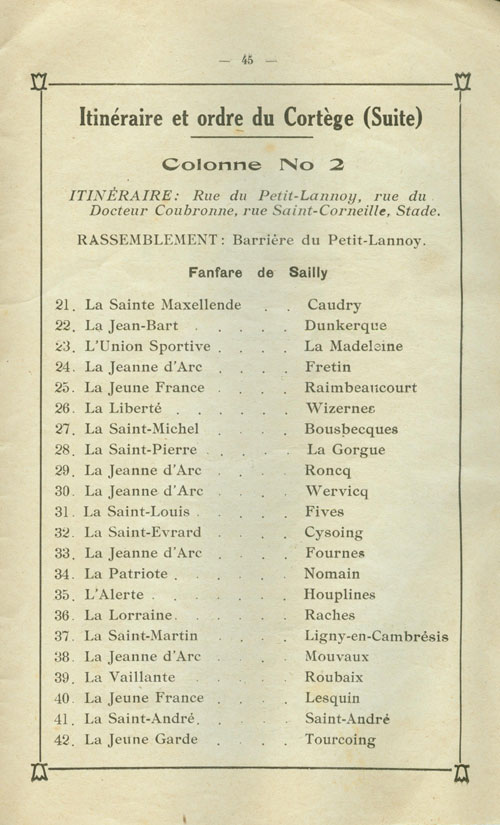 — 45 —
Itinéraire et ordre du Cortège (Suite)
Colonne No 2
ITINÉRAIRE: Rue du Petit-Lannoy, rue du
Docteur Coubronne, rue Saint-Corneille, Stade.
RASSEMBLEMENT: Barrière du Petit-Lannoy.
Fanfare de Sailly
21. La Sainte Maxellende . . Caudry
22. La Jean-Bart . . . . . Dunkerque
23. L'Union Sportive . . . . La Madeleine
24. La Jeanne d'Arc . . . . Fretin
25. La Jeune France . . . . Raimbeaucourt
26. La Liberté . . . . . . Wizernes
27. La Saint-Michel . . . . Bousbecques
28. La Saint-Pierre . . . . . La Gorgue
29. La Jeanne d'Arc . . . . Roncq
30. La Jeanne d'Arc . . . . Wervicq
31. La Saint-Louis . . . . . Fives
32. La Saint-Evrard . . . . Cysoing
33. La Jeanne d'Arc . . . . Fournes
34. La Patriote . . . . . . Nomain
35. L'Alerte . . . . . . . Houplines
36. La Lorraine. . . . . . Raches
37. La Saint-Martin . . . . Ligny-en-Cambrésis
38. La Jeanne d'Arc . . . . Mouvaux
39. La Vaillante . . . . . Roubaix
40. La Jeune France . . . . Lesquin
41. La Saint-André. . . . . Saint-André
42. La Jeune Garde . . . . Tourcoing